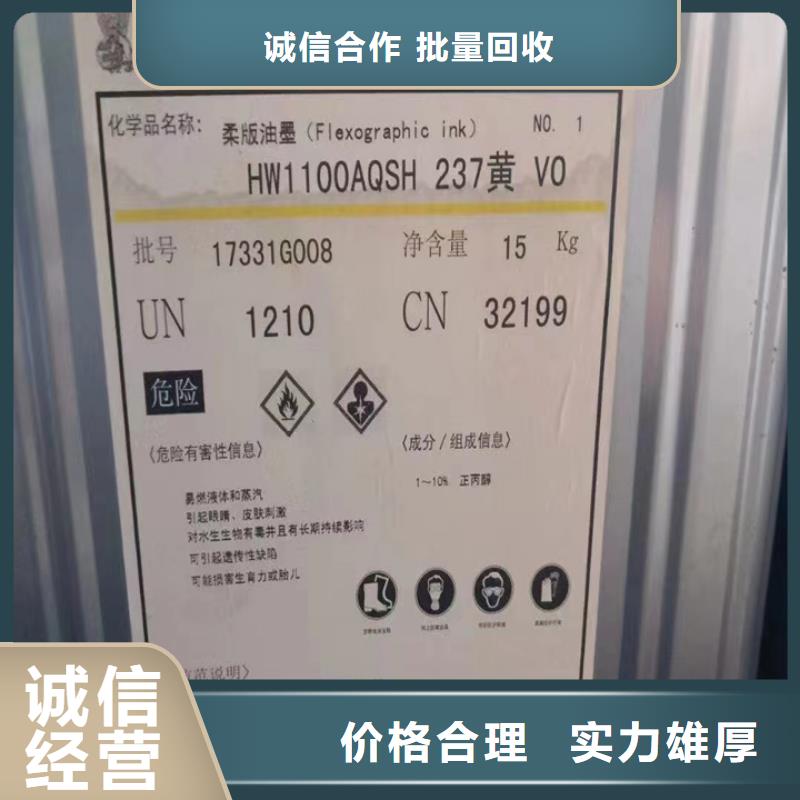 诚信合作 批量回收
化学品名称: 柔版油墨 (Flexographic ink) NO. 1
HW1100AQSH 237黄 V0
批号 17331G008 净含量 15 Kg
UN 1210 CN 32199
危险
〈危险有害性信息〉 〈成分/组成信息〉
1~10% 正丙醇
易燃液体和蒸汽
引起眼睛、皮肤刺激
对水生生物有毒并且有长期持续影响
可引起遗传性缺陷
可能损害生育力或胎儿
说明〉
诚信
经营
价格合理 实力雄厚